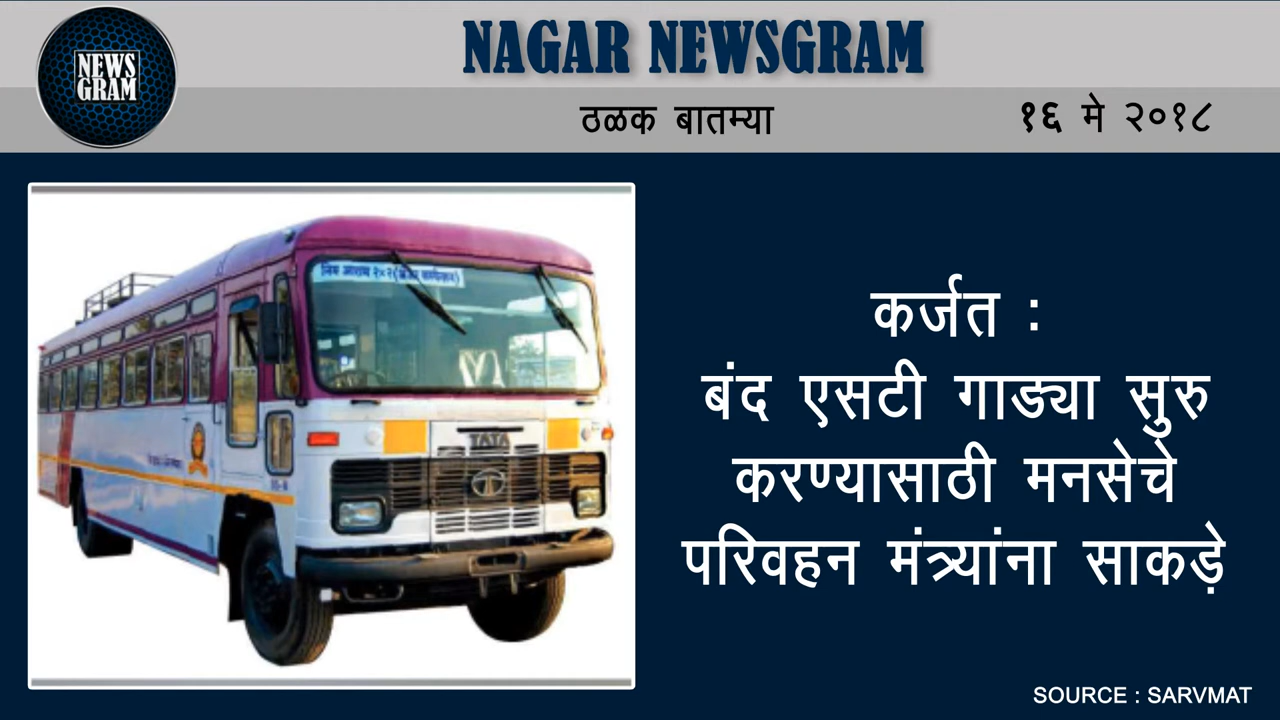 NEWS
GRAM
NAGAR NEWSGRAM
ठळक बातम्या
१६ मे २०१८
TATA
कर्जत :
बंद एसटी गाड्या सुरु
करण्यासाठी मनसेचे
परिवहन मंत्र्यांना साकड़े
SOURCE : SARVMAT